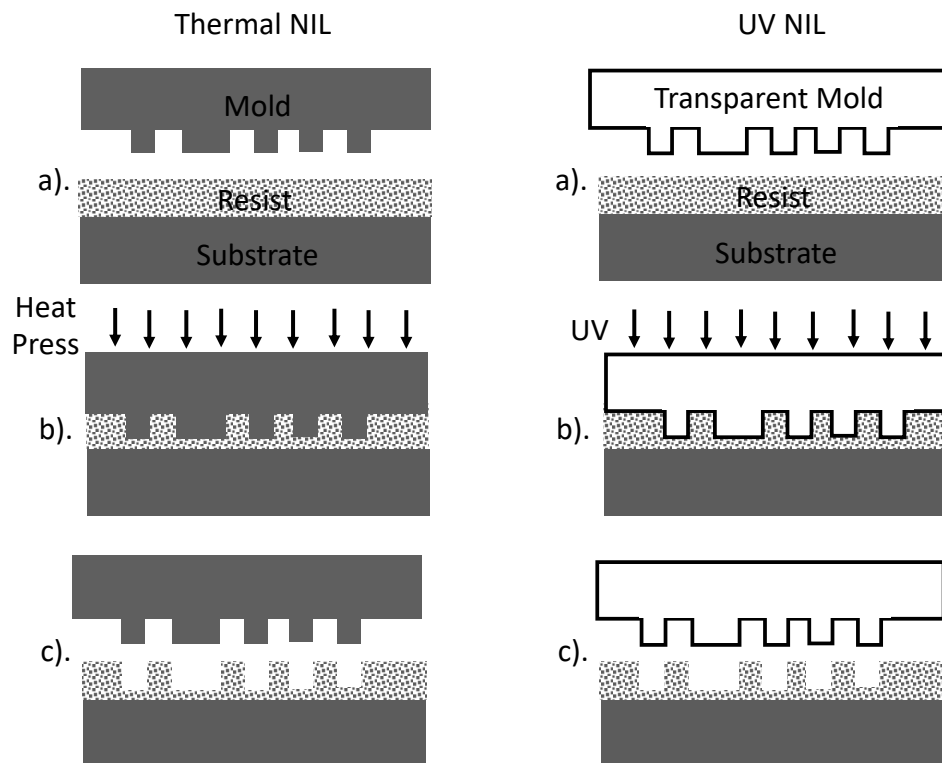 Thermal NIL
UV NIL
Mold
Transparent Mold
a).
Resist
Substrate
a).
Resist
Substrate
Heat
Press
UV
b).
b).
c).
c).